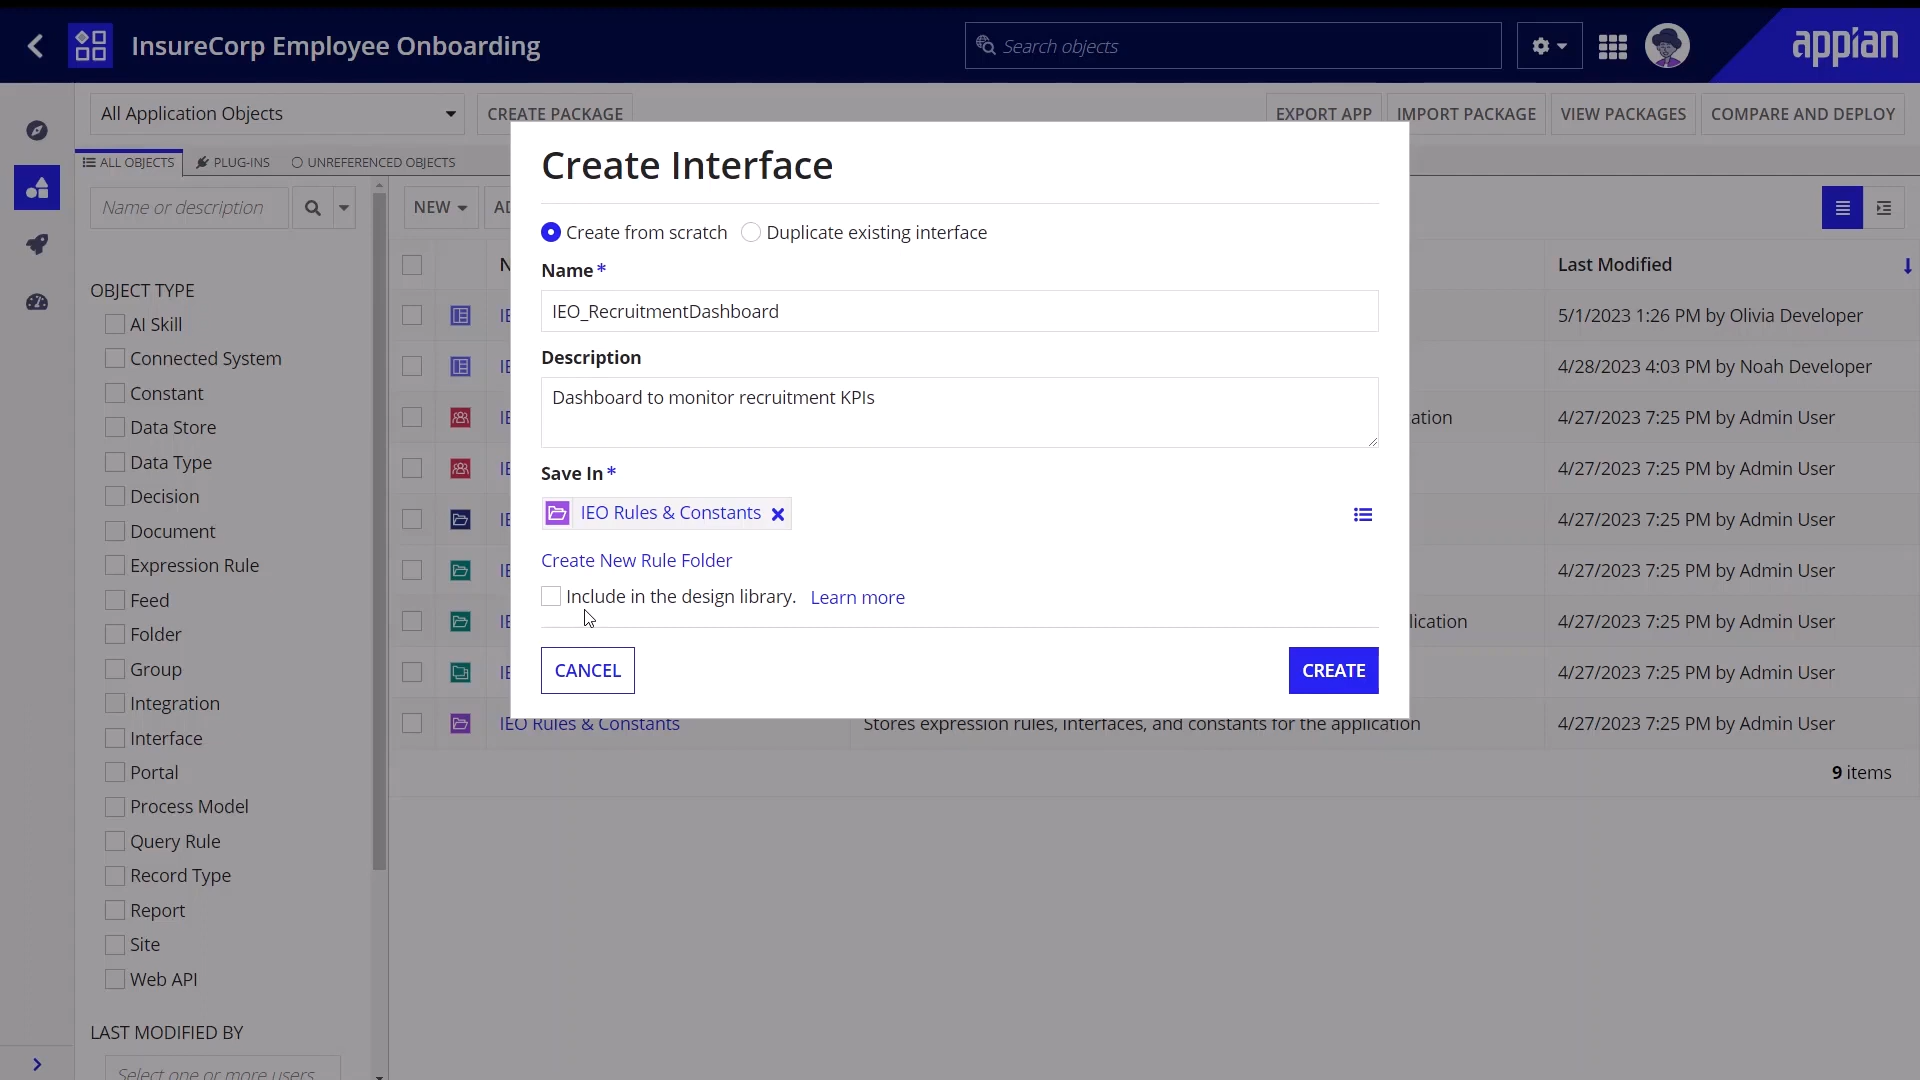 InsureCorp Employee Onboarding
Search objects
appian
All Application Objects
CREATE PACKAGE
EXPORT APP
IMPORT PACKAGE
VIEW PACKAGES
COMPARE AND DEPLOY
ALL OBJECTS
PLUG-INS
UNREFERENCED OBJECTS
Name or description
NEW
OBJECT TYPE
AI Skill
Connected System
Constant
Data Store
Data Type
Decision
Document
Expression Rule
Feed
Folder
Group
Integration
Interface
Portal
Process Model
Query Rule
Record Type
Report
Site
Web API
LAST MODIFIED BY
Select one or more users
Create Interface
Create from scratch
Duplicate existing interface
Name *
IEO_RecruitmentDashboard
Description
Dashboard to monitor recruitment KPIs
Save In *
IEO Rules & Constants
Create New Rule Folder
Include in the design library. Learn more
CANCEL
CREATE
Last Modified
5/1/2023 1:26 PM by Olivia Developer
4/28/2023 4:03 PM by Noah Developer
4/27/2023 7:25 PM by Admin User
4/27/2023 7:25 PM by Admin User
4/27/2023 7:25 PM by Admin User
4/27/2023 7:25 PM by Admin User
4/27/2023 7:25 PM by Admin User
4/27/2023 7:25 PM by Admin User
IEO Rules & Constants
Stores expression rules, interfaces, and constants for the application
4/27/2023 7:25 PM by Admin User
9 items